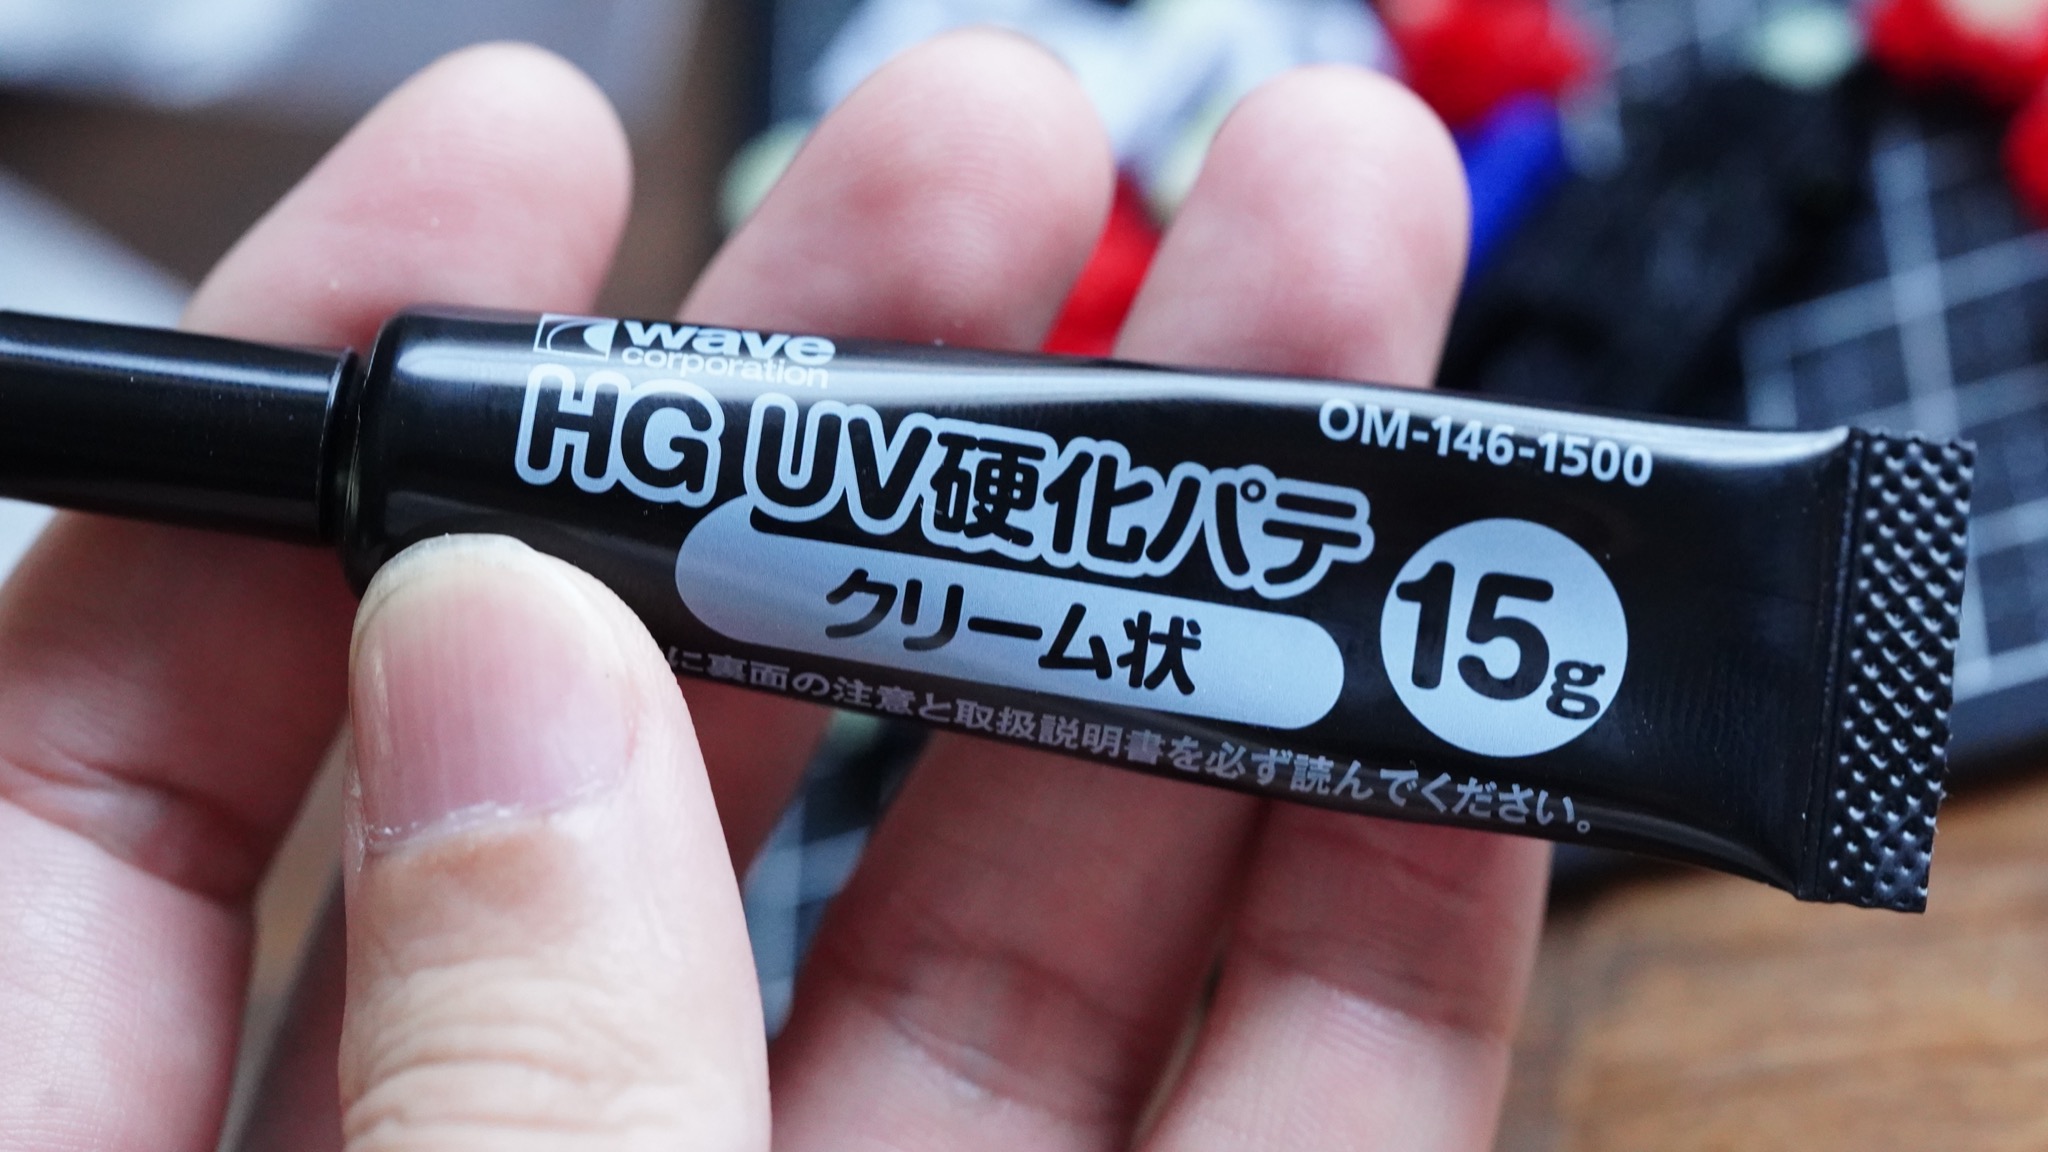 wave
corporation
OM-146-1500
HG UV硬化パテ
クリーム状
15g
に裏面の注意と取扱説明書を必ず読んでください。